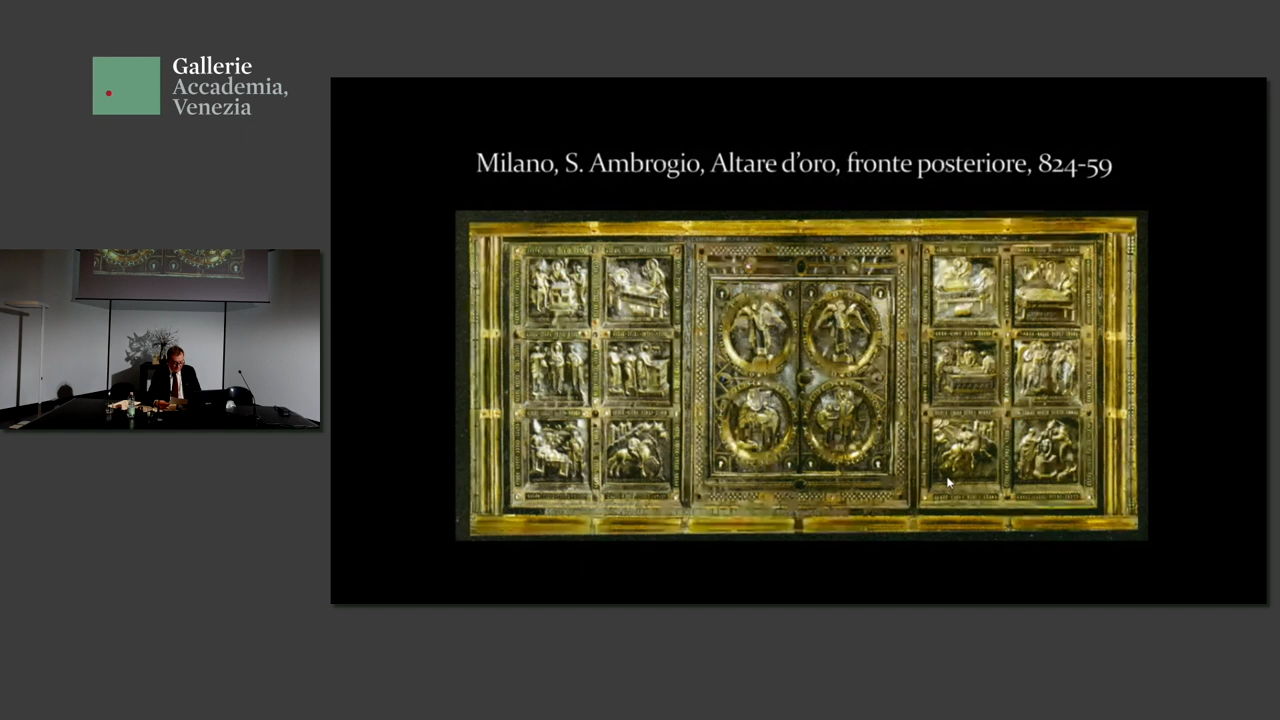 Gallerie
Accademia,
Venezia
Milano, S. Ambrogio, Altare d'oro, fronte posteriore, 824-59